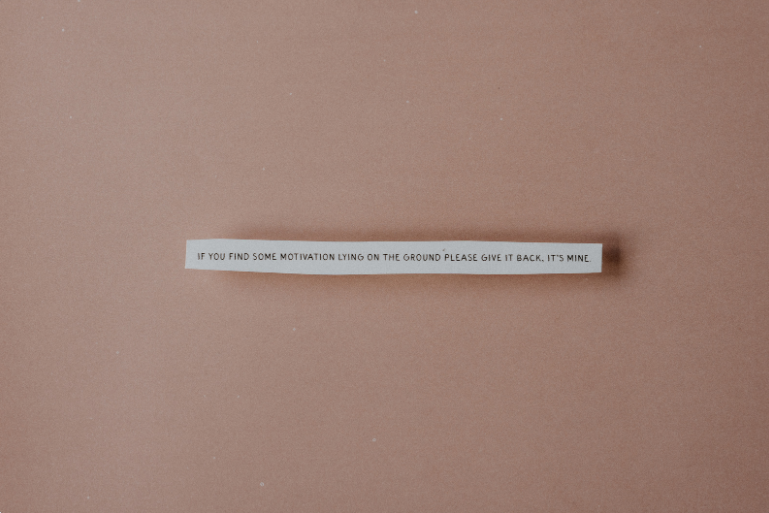 IF YOU FIND SOME MOTIVATION LYING ON THE GROUND PLEASE GIVE IT BACK, IT'S MINE.